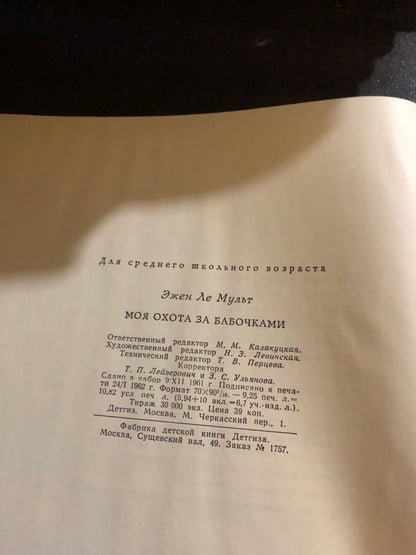 Для среднего школьного возраста
Эжен Ле Мульт
МОЯ ОХОТА ЗА БАБОЧКАМИ
Ответственный редактор М. М. Калакуцкая.
Художественный редактор Н. З. Левинская.
Технический редактор Т. В. Перцева.
Корректора
Т. П. Лейзерович и З. С. Ульянова.
Сдано в набор 9/XII 1961 г Подписано к печа-
ти 24/I 1962 г. Формат 70×90¹/₈. — 9,25 печ. л.=
10,82 усл печ л. (5,94+10 вкл.=6,7 уч.-изд. л.).
Тираж 30 000 экз. Цена 39 коп.
Детгиз. Москва, М. Черкасский пер., 1.
Фабрика детской книги Детгиза.
Москва, Сущевский вал, 49. Заказ № 1757.